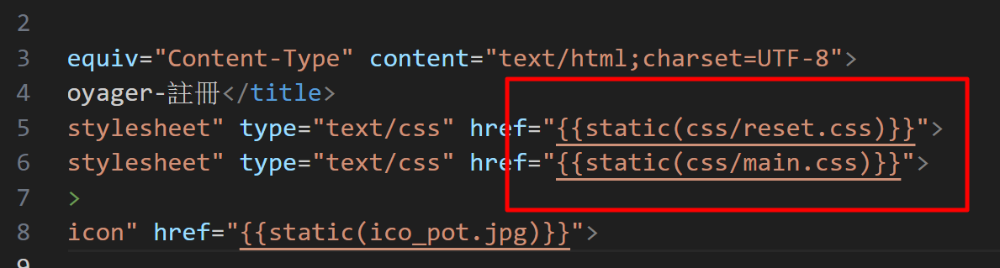 2
3 equiv="Content-Type" content="text/html;charset=UTF-8">
4 oyager-註冊</title>
5 stylesheet" type="text/css" href="{{static(css/reset.css)}}">
6 stylesheet" type="text/css" href="{{static(css/main.css)}}">
7 >
8 icon" href="{{static(ico_pot.jpg)}}">
9